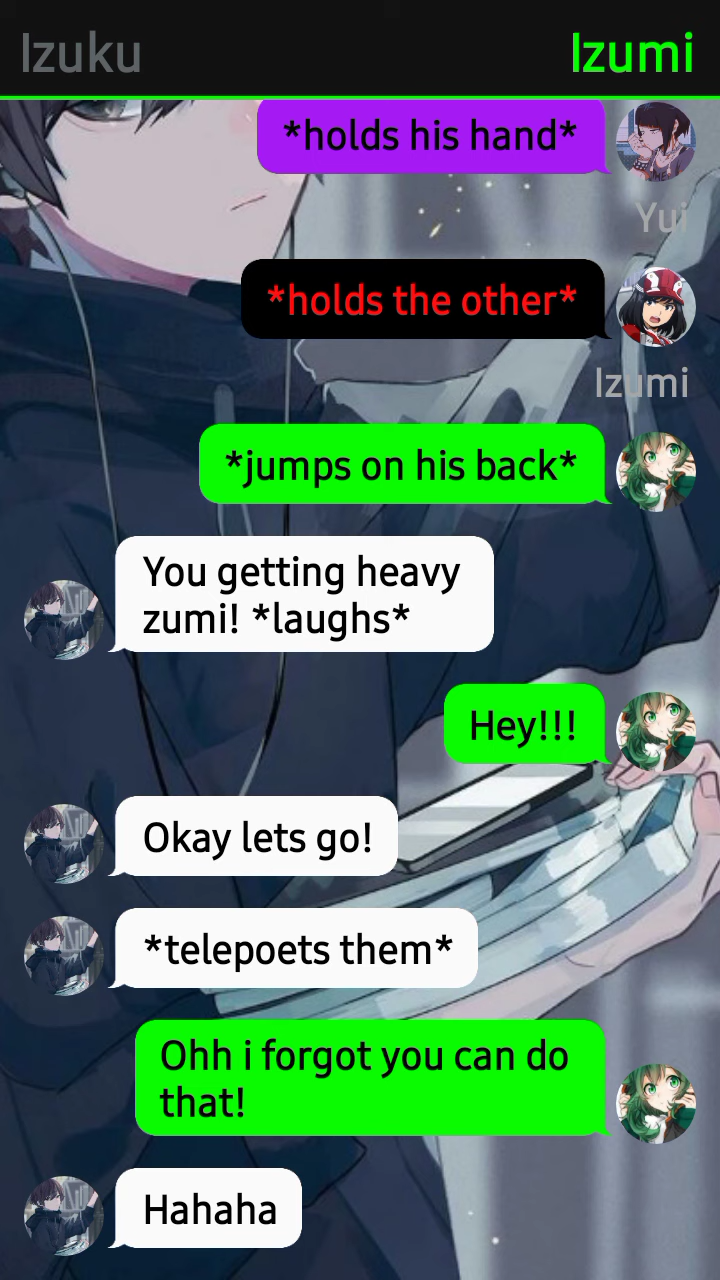 Izuku
Izumi
*holds his hand*
Yui
*holds the other*
Izumi
*jumps on his back*
You getting heavy
zumi! *laughs*
Hey!!!
Okay lets go!
*telepoets them*
Ohh i forgot you can do
that!
Hahaha